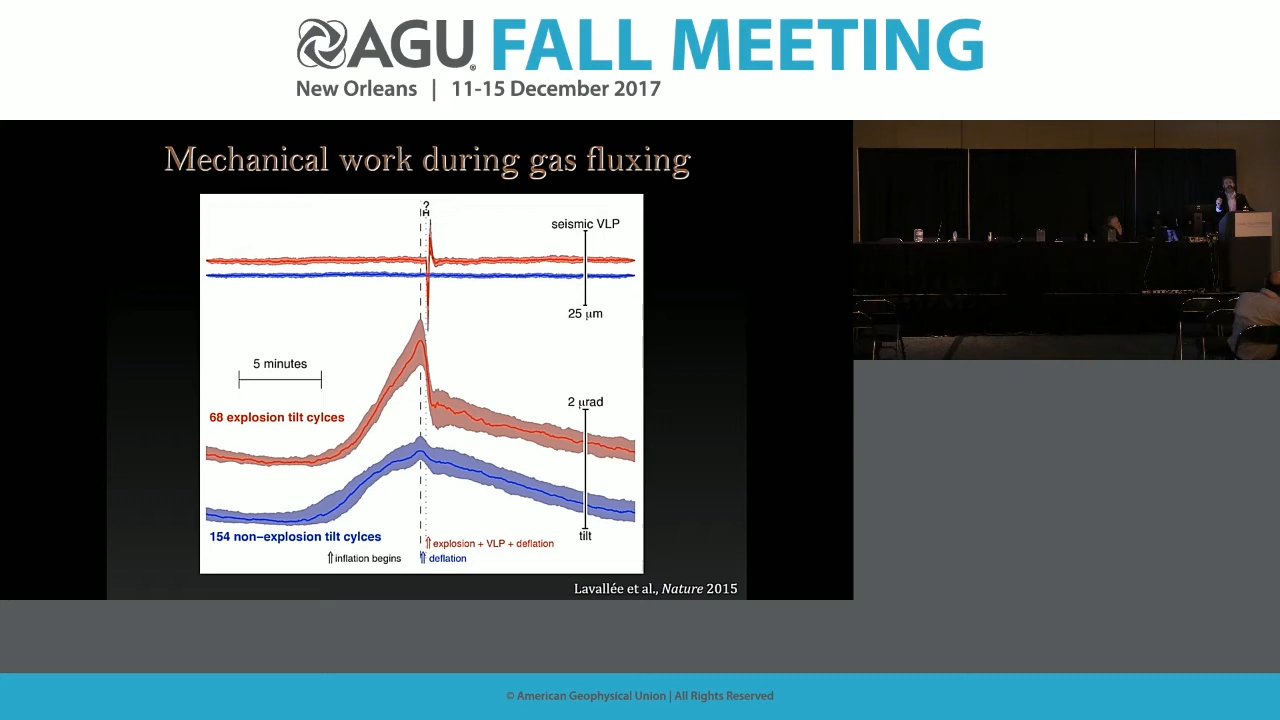 AGU FALL MEETING
New Orleans | 11-15 December 2017
Mechanical work during gas fluxing
?
seismic VLP
25 µm
5 minutes
2 µrad
68 explosion tilt cylces
154 non-explosion tilt cylces
tilt
⇑ explosion + VLP + deflation
⇑ inflation begins
⇑ deflation
Lavallée et al., Nature 2015
© American Geophysical Union | All Rights Reserved